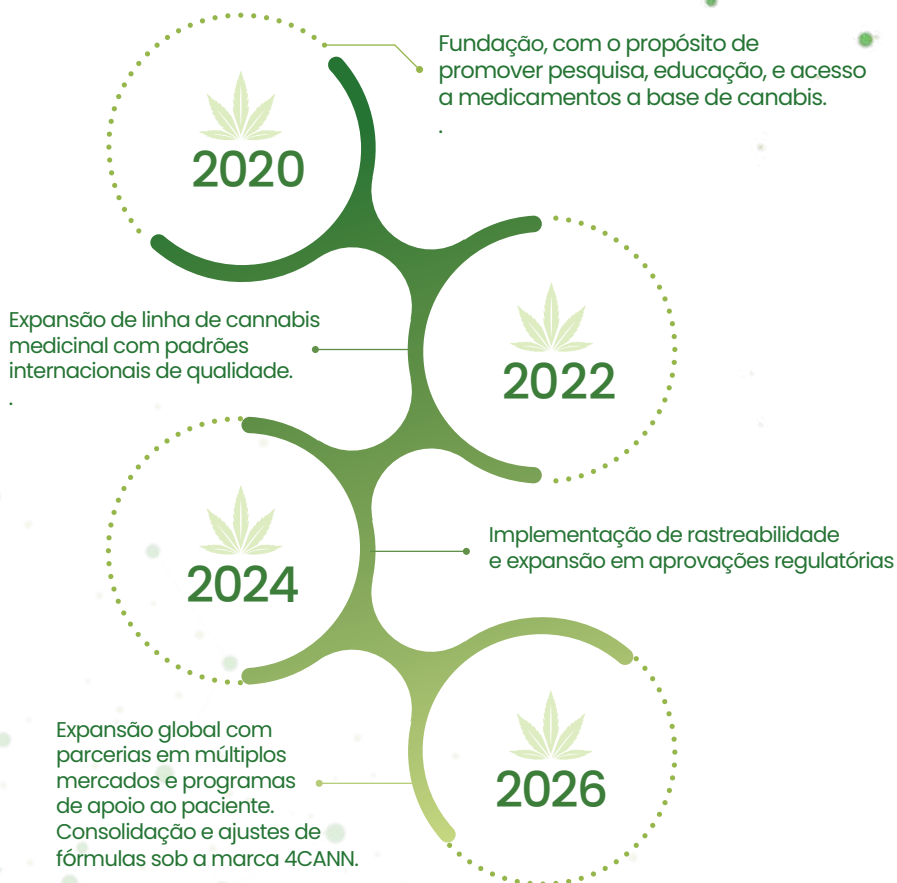 2020
Fundação, com o propósito de
promover pesquisa, educação, e acesso
a medicamentos a base de canabis.
.
2022
Expansão de linha de cannabis
medicinal com padrões
internacionais de qualidade.
.
2024
Implementação de rastreabilidade
e expansão em aprovações regulatórias
2026
Expansão global com
parcerias em múltiplos
mercados e programas
de apoio ao paciente.
Consolidação e ajustes de
fórmulas sob a marca 4CANN.